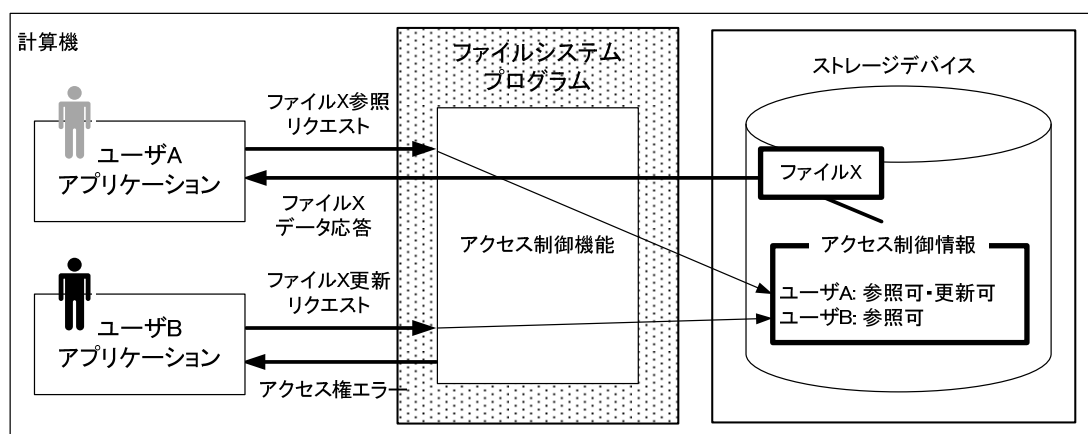 計算機
ファイルシステム
プログラム
ストレージデバイス
ファイルX参照
リクエスト
ユーザA
アプリケーション
ファイルX
データ応答
ファイルX
アクセス制御機能
アクセス制御情報
ユーザA: 参照可・更新可
ユーザB: 参照可
ファイルX更新
リクエスト
ユーザB
アプリケーション
アクセス権エラー